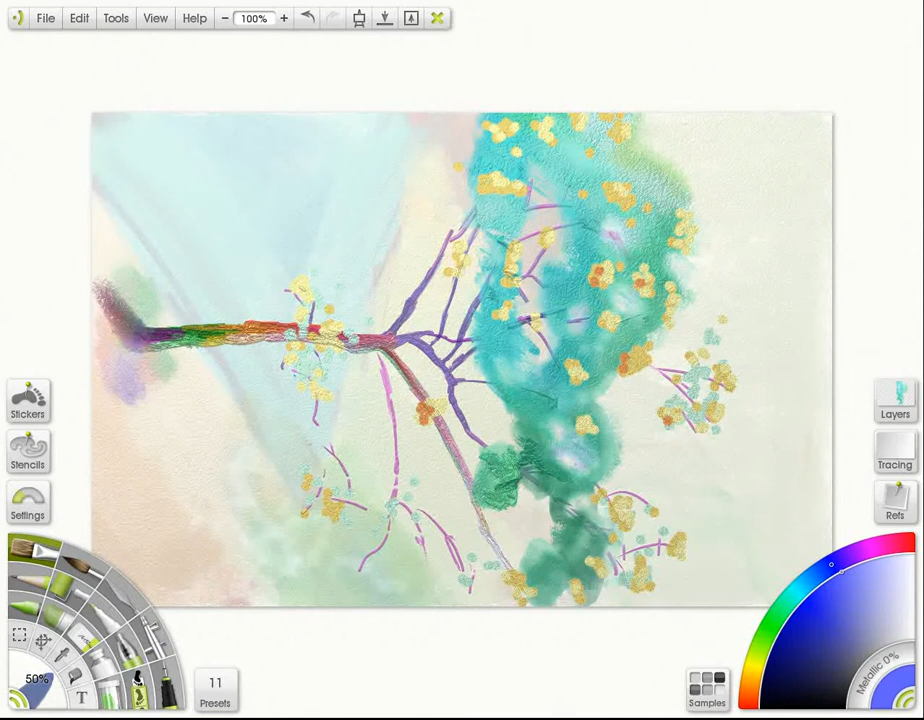 File Edit Tools View Help − 100% +
Stickers
Layers
Stencils
Tracing
Settings
Refs
50%
T
11
Presets
Samples
Metallic 0%